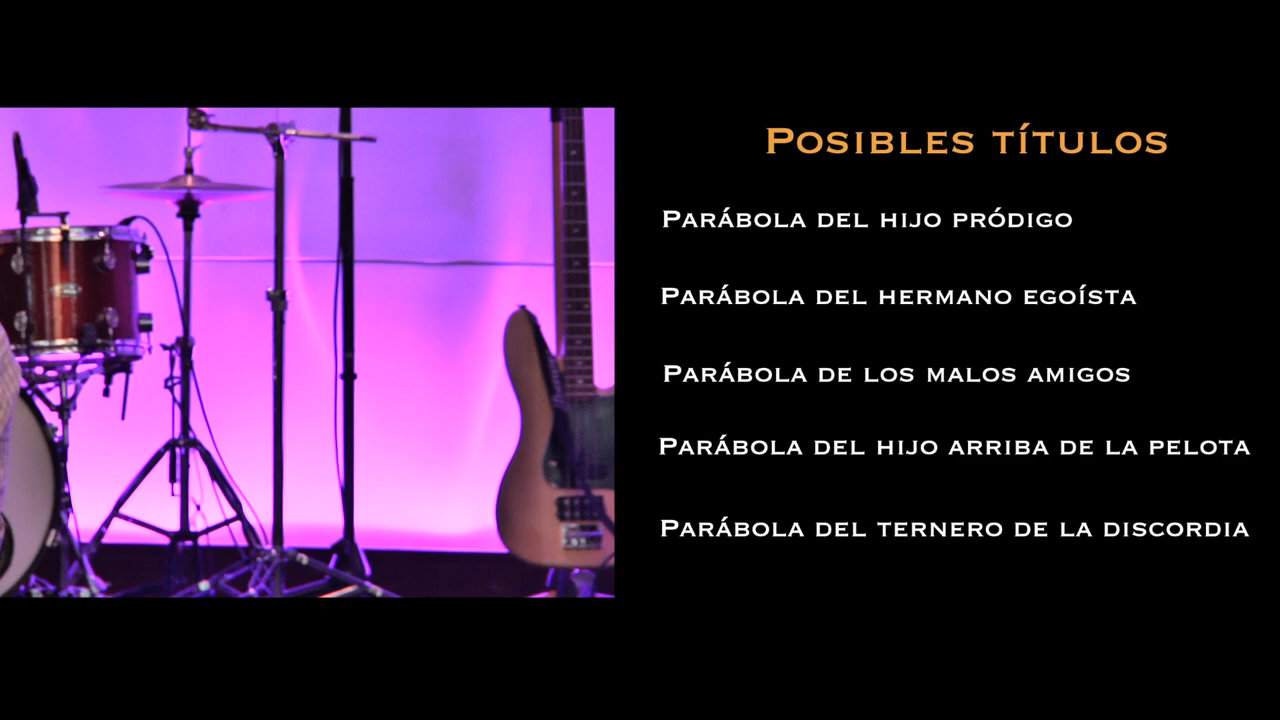 Posibles títulos
Parábola del hijo pródigo
Parábola del hermano egoísta
Parábola de los malos amigos
Parábola del hijo arriba de la pelota
Parábola del ternero de la discordia